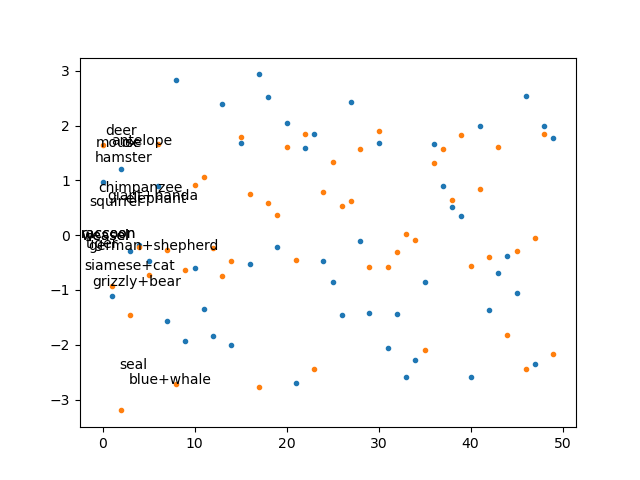 3
2
1
0
−1
−2
−3
deer
mouse
antelope
hamster
chimpanzee
giant+panda
elephant
squirrel
raccoon
weasel
tiger
german+shepherd
siamese+cat
grizzly+bear
seal
blue+whale
0 10 20 30 40 50